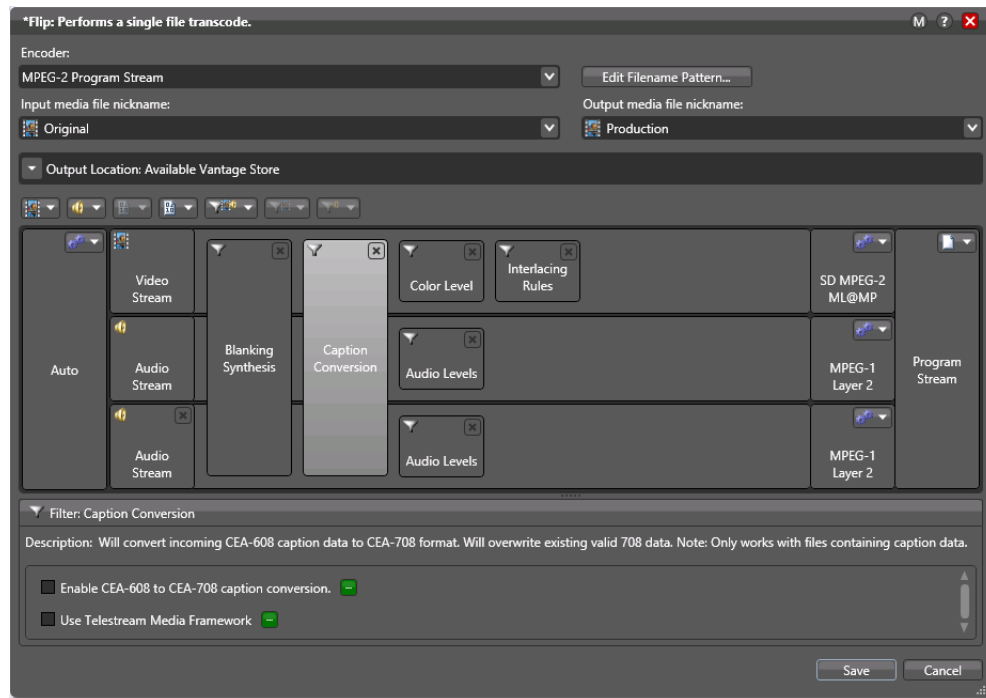 *Flip: Performs a single file transcode.
M ?
Encoder:
MPEG-2 Program Stream
Edit Filename Pattern...
Input media file nickname:
Output media file nickname:
Original
Production
Output Location: Available Vantage Store
Auto
Video
Stream
Blanking
Synthesis
Caption
Conversion
Color Level
Interlacing
Rules
SD MPEG-2
ML@MP
Audio
Stream
Audio Levels
MPEG-1
Layer 2
Program
Stream
Audio
Stream
Audio Levels
MPEG-1
Layer 2
Filter: Caption Conversion
Description: Will convert incoming CEA-608 caption data to CEA-708 format. Will overwrite existing valid 708 data. Note: Only works with files containing caption data.
Enable CEA-608 to CEA-708 caption conversion.
Use Telestream Media Framework
Save
Cancel